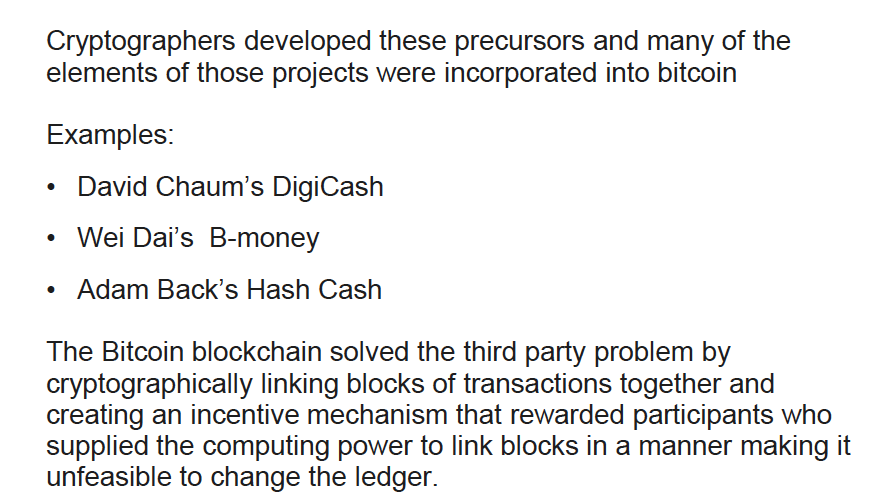 Cryptographers developed these precursors and many of the
elements of those projects were incorporated into bitcoin
Examples:
• David Chaum’s DigiCash
• Wei Dai’s  B-money
• Adam Back’s Hash Cash
The Bitcoin blockchain solved the third party problem by
cryptographically linking blocks of transactions together and
creating an incentive mechanism that rewarded participants who
supplied the computing power to link blocks in a manner making it
unfeasible to change the ledger.